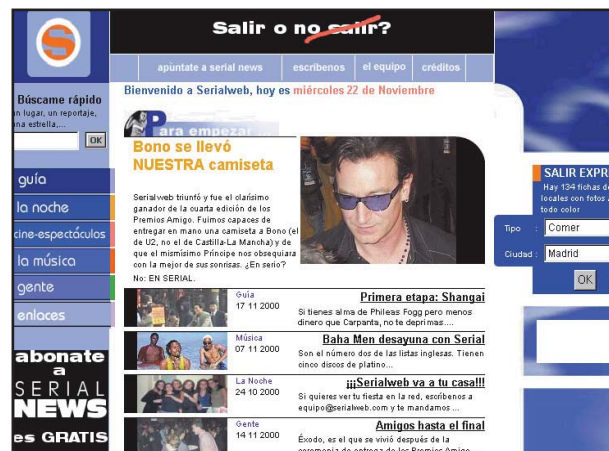 S
Salir o no salir?
apùntate a serial news
escríbenos
el equipo
créditos
Bienvenido a Serialweb, hoy es miércoles 22 de Noviembre
Búscame rápido
un lugar, un reportaje,
una estrella,...
OK
guía
la noche
cine-espectáculos
la música
gente
enlaces
abonate
a
SERIAL
NEWS
es GRATIS
Para empezar ...
Bono se llevó
NUESTRA camiseta
Serialweb triunfó y fue el clarísimo
ganador de la cuarta edición de los
Premios Amigo. Fuimos capaces de
entregar en mano una camiseta a Bono (el
de U2, no el de Castilla-La Mancha) y de
que el mismísimo Príncipe nos obsequiara
con la mejor de sus sonrisas. ¿En serio?
No: EN SERIAL.
Guía
17 11 2000
Primera etapa: Shangai
Si tienes alma de Phileas Fogg pero menos
dinero que Carpanta, no te deprimas....
Música
07 11 2000
Baha Men desayuna con Serial
Son el número dos de las listas inglesas. Tienen
cinco discos de platino...
La Noche
24 10 2000
¡¡¡Serialweb va a tu casa!!!
Si quieres ver tu fiesta en la red, escríbenos a
equipo@serialweb.com y te mandamos ...
Gente
14 11 2000
Amigos hasta el final
Éxodo, es el que se vivió después de la
ceremonia de entrega de los Premios Amigo
SALIR EXPRE
Hay 134 fichas de
locales con fotos a
todo color
Tipo : Comer
Ciudad : Madrid
OK